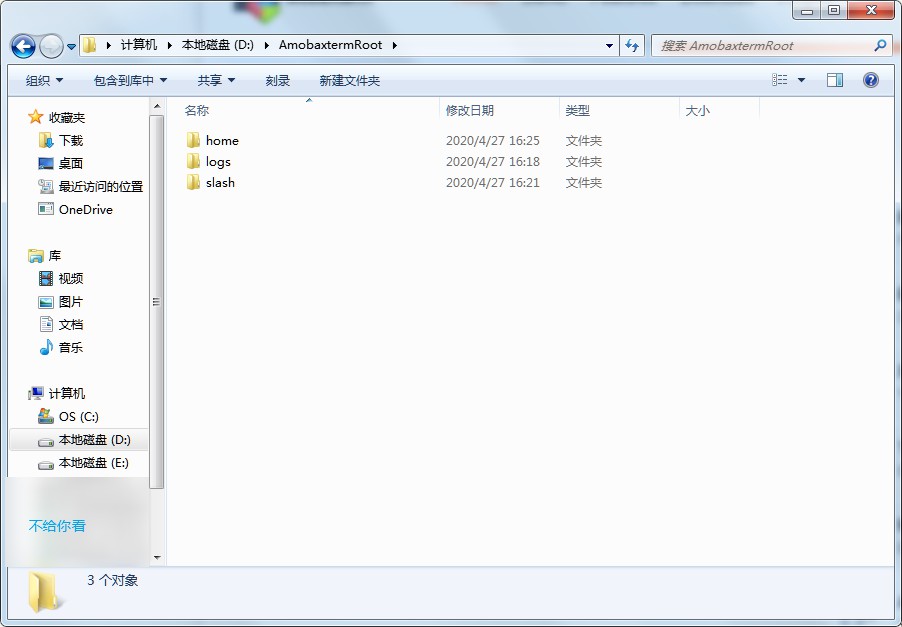 计算机 本地磁盘 (D:) AmobaxtermRoot
搜索 AmobaxtermRoot
组织 包含到库中 共享 刻录 新建文件夹
收藏夹
下载
桌面
最近访问的位置
OneDrive
库
视频
图片
文档
音乐
计算机
OS (C:)
本地磁盘 (D:)
本地磁盘 (E:)
不给你看
名称 修改日期 类型 大小
home 2020/4/27 16:25 文件夹
logs 2020/4/27 16:18 文件夹
slash 2020/4/27 16:21 文件夹
3 个对象